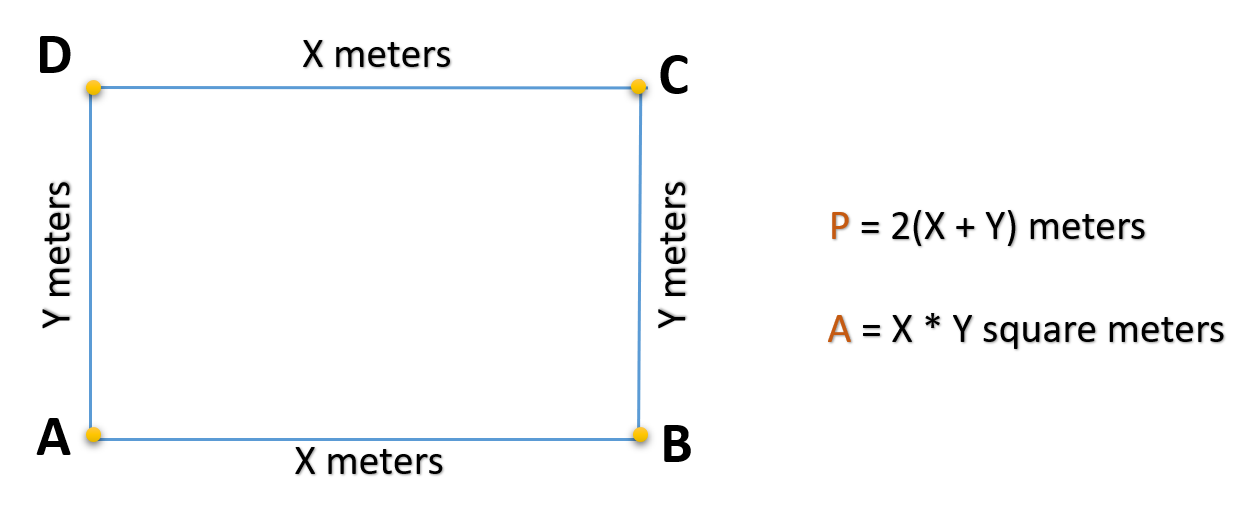 D
X meters
C
Y meters
Y meters
P = 2(X + Y) meters
A = X * Y square meters
A
B
X meters